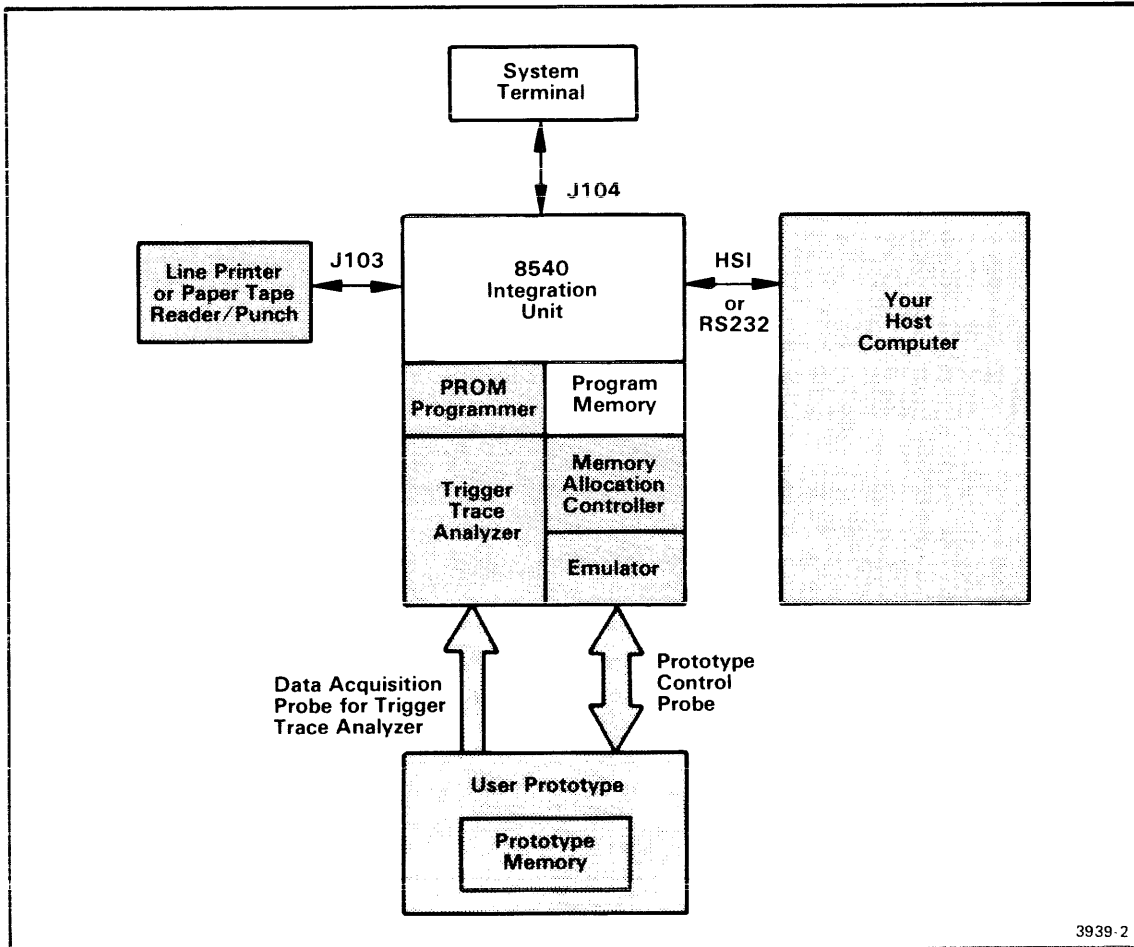 System
Terminal
J104
Line Printer
or Paper Tape
Reader/Punch
J103
8540
Integration
Unit
HSI
or
RS232
Your
Host
Computer
PROM
Programmer
Program
Memory
Trigger
Trace
Analyzer
Memory
Allocation
Controller
Emulator
Data Acquisition
Probe for Trigger
Trace Analyzer
Prototype
Control
Probe
User Prototype
Prototype
Memory
3939-2